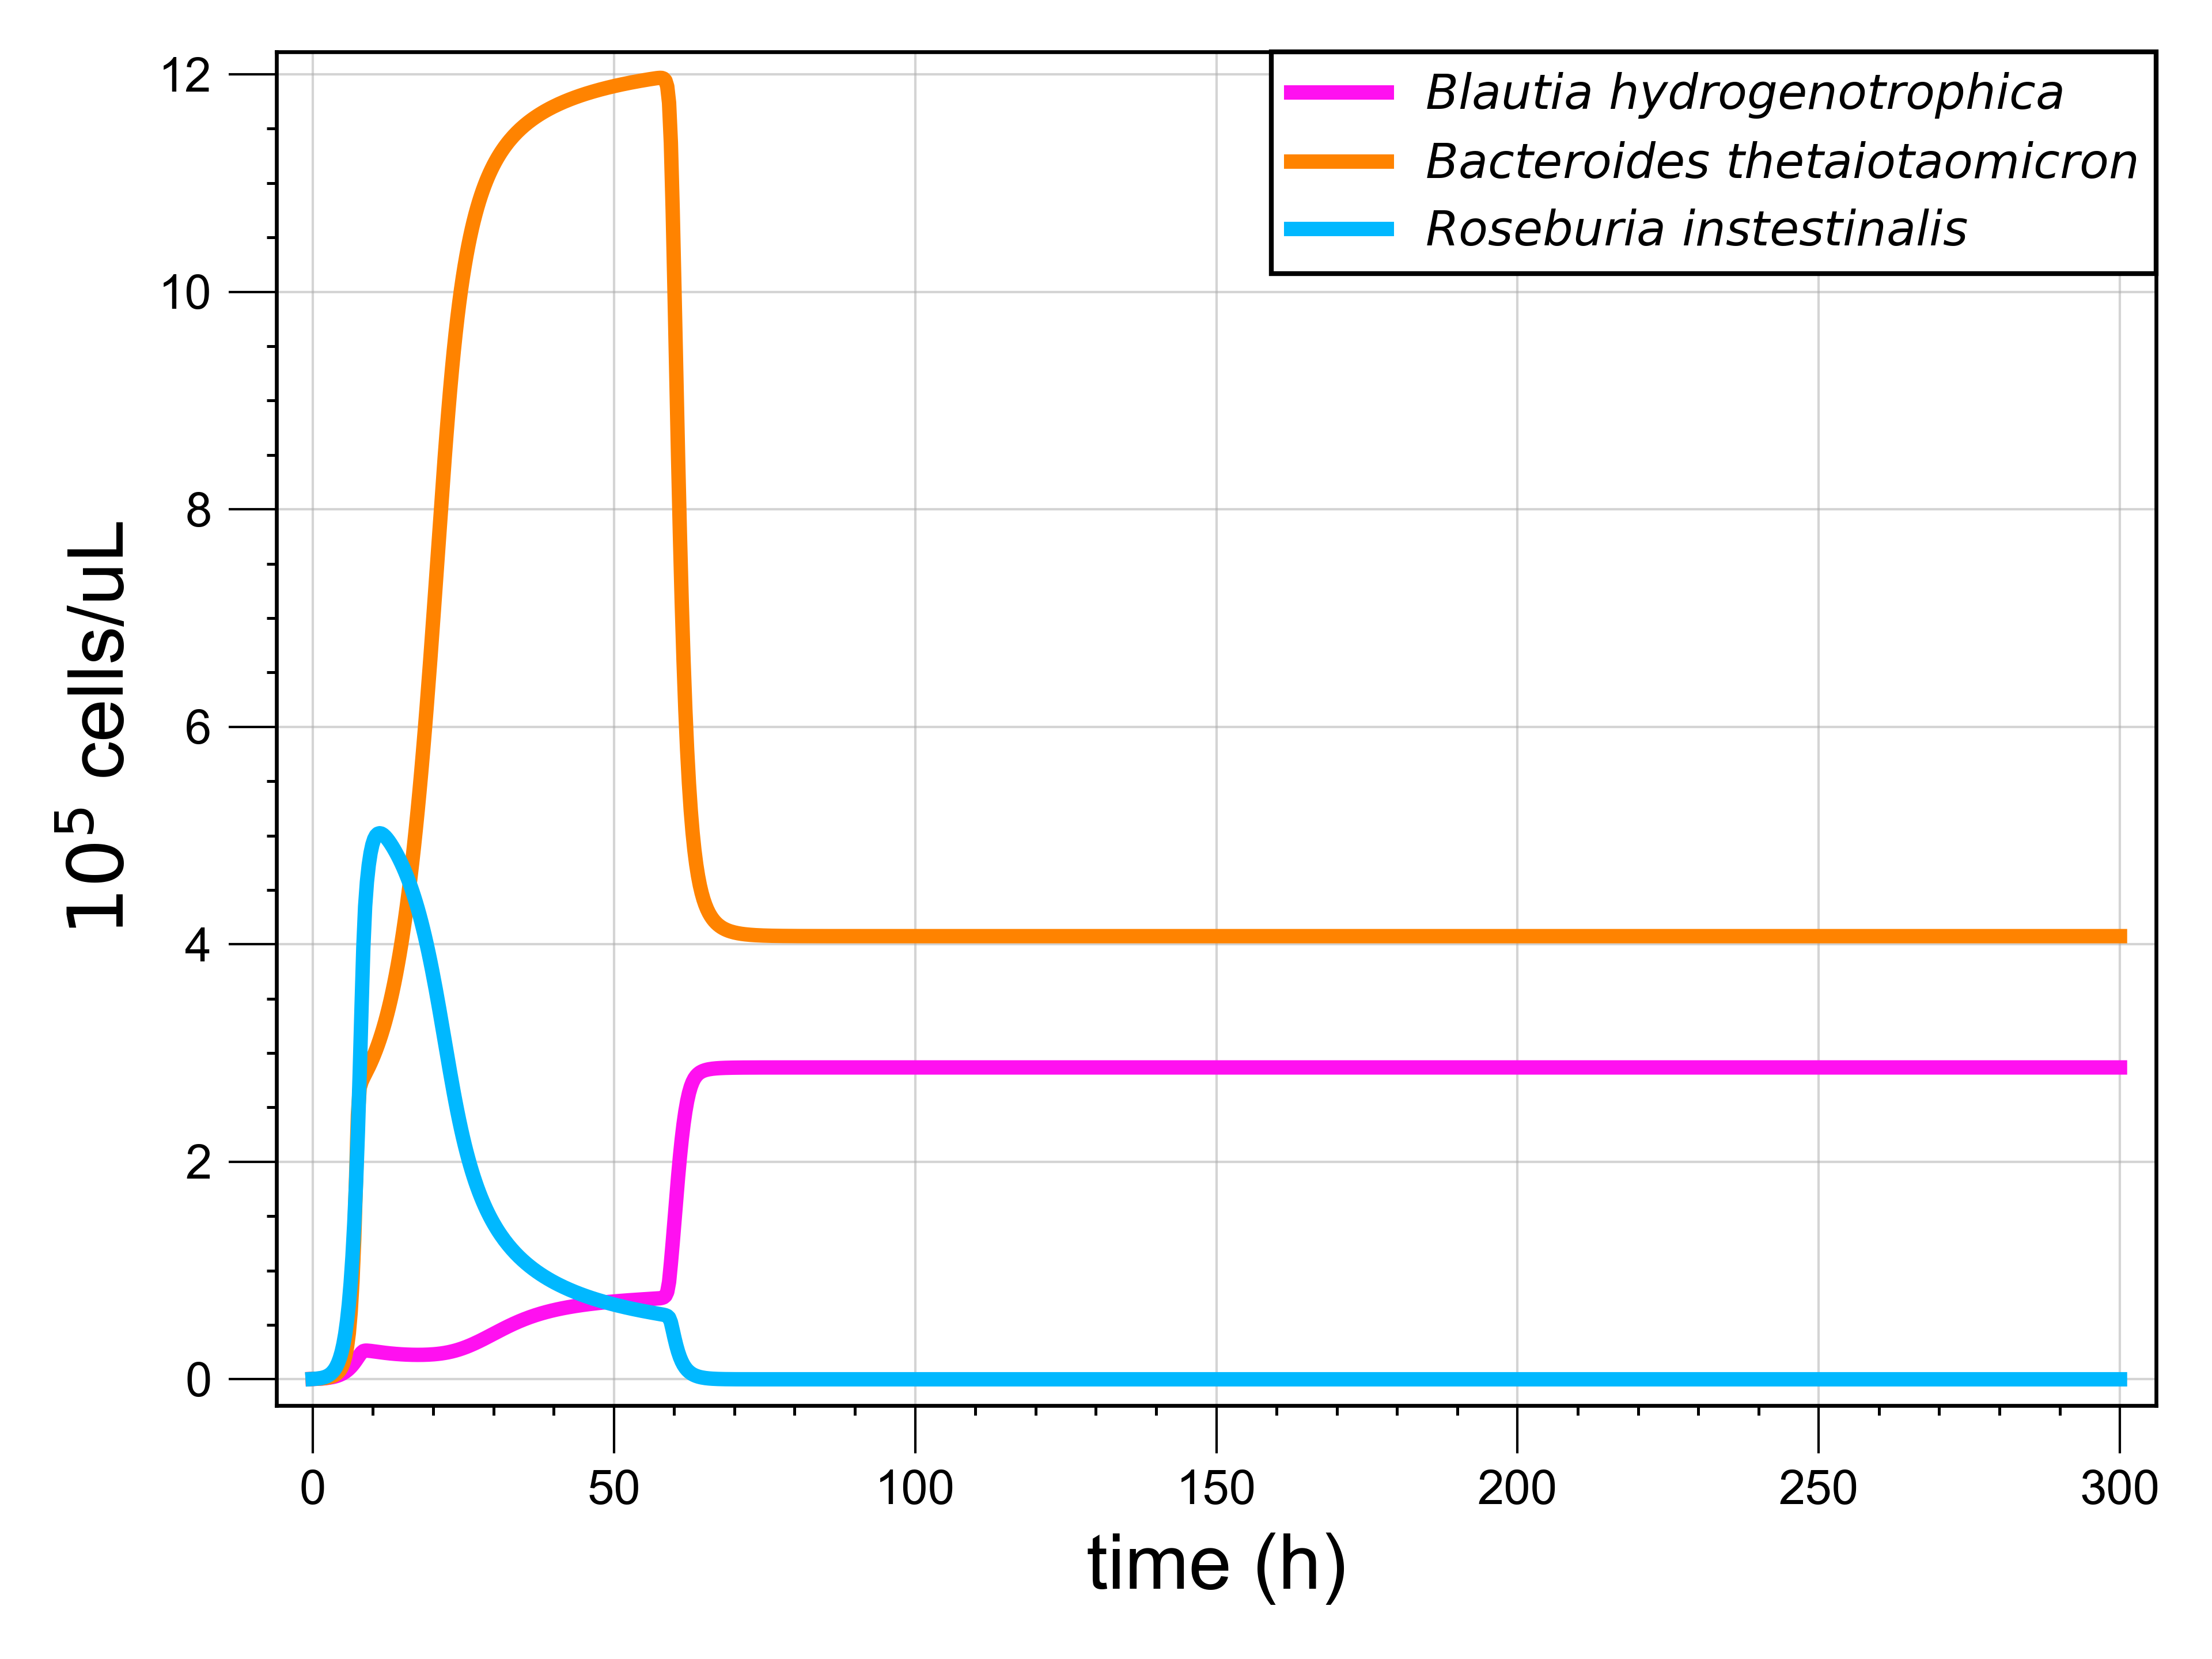 12
10
8
6
4
2
0
10⁵ cells/uL
Blautia hydrogenotrophica
Bacteroides thetaiotaomicron
Roseburia instestinalis
0 50 100 150 200 250 300
time (h)